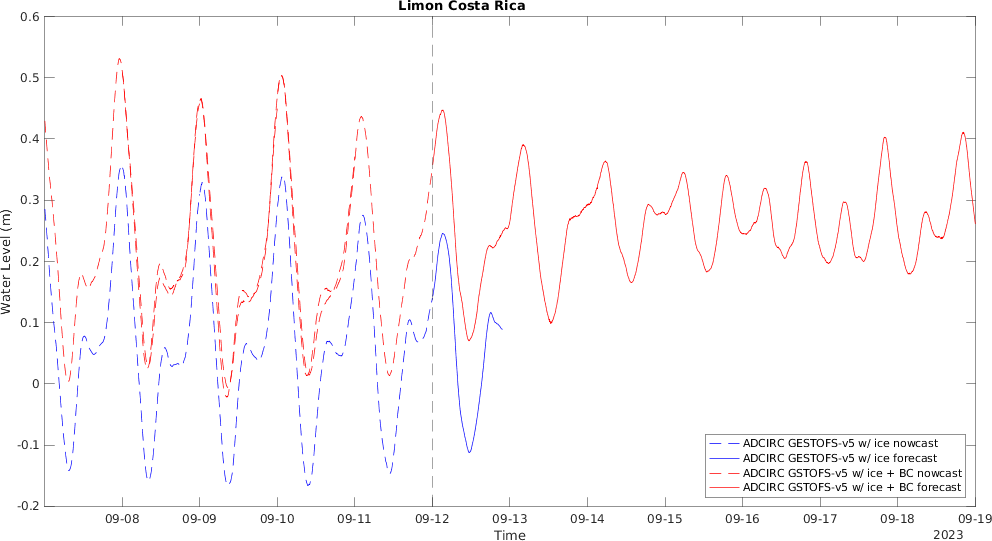 Limon Costa Rica
0.6
0.5
0.4
0.3
0.2
0.1
0
-0.1
-0.2
Water Level (m)
ADCIRC GESTOFS-v5 w/ ice nowcast
ADCIRC GESTOFS-v5 w/ ice forecast
ADCIRC GSTOFS-v5 w/ ice + BC nowcast
ADCIRC GSTOFS-v5 w/ ice + BC forecast
09-08 09-09 09-10 09-11 09-12 09-13 09-14 09-15 09-16 09-17 09-18 09-19
Time
2023